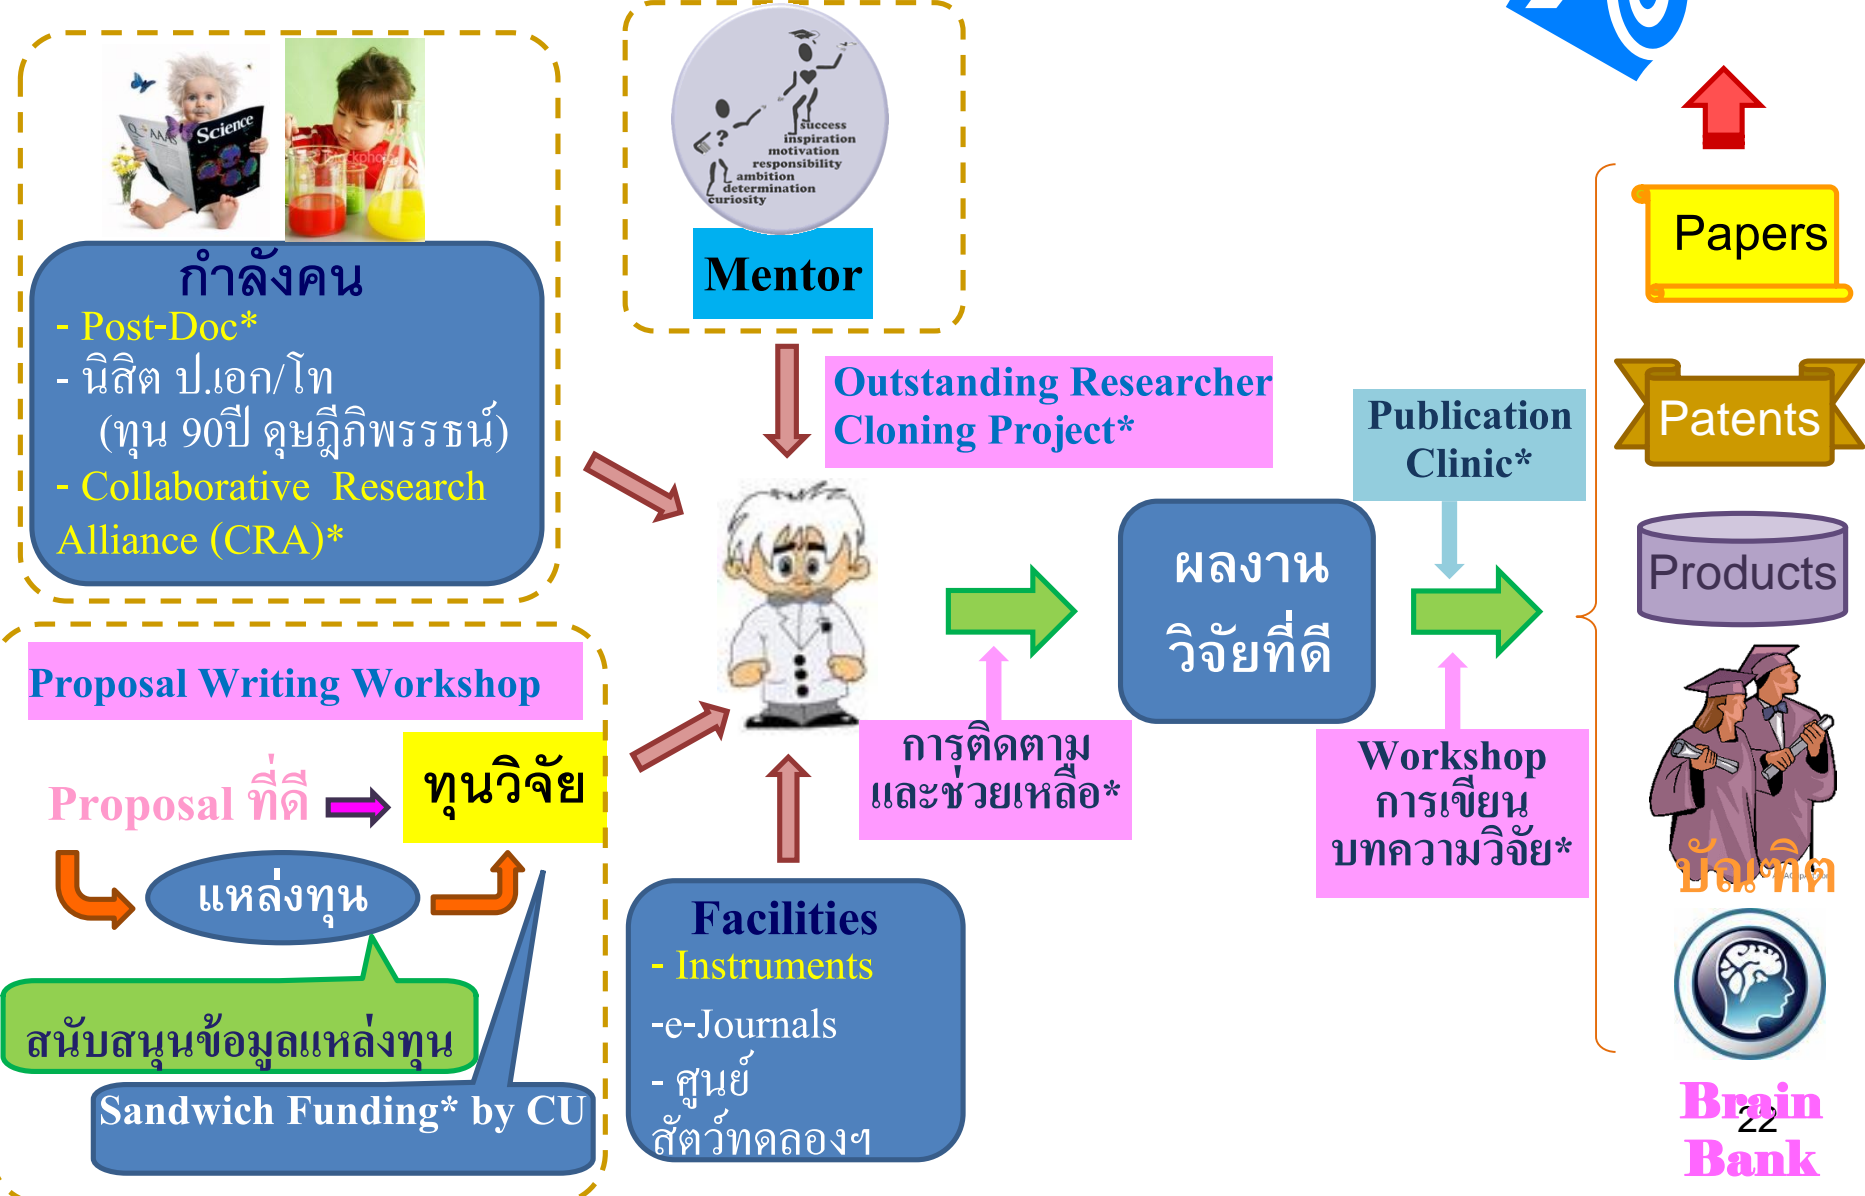 Science
AAAS
success
inspiration
motivation
responsibility
ambition
determination
curiosity
Mentor
กำลังคน
- Post-Doc*
- นิสิต ป.เอก/โท
(ทุน 90ปี ดุษฎีภิพรรธน์)
- Collaborative Research
Alliance (CRA)*
Outstanding Researcher
Cloning Project*
Publication
Clinic*
Papers
Patents
Products
บัณฑิต
Brain
Bank
22
ผลงาน
วิจัยที่ดี
Proposal Writing Workshop
Proposal ที่ดี
ทุนวิจัย
แหล่งทุน
สนับสนุนข้อมูลแหล่งทุน
Sandwich Funding* by CU
การติดตาม
และช่วยเหลือ*
Workshop
การเขียน
บทความวิจัย*
Facilities
- Instruments
-e-Journals
- ศูนย์
สัตว์ทดลองฯ